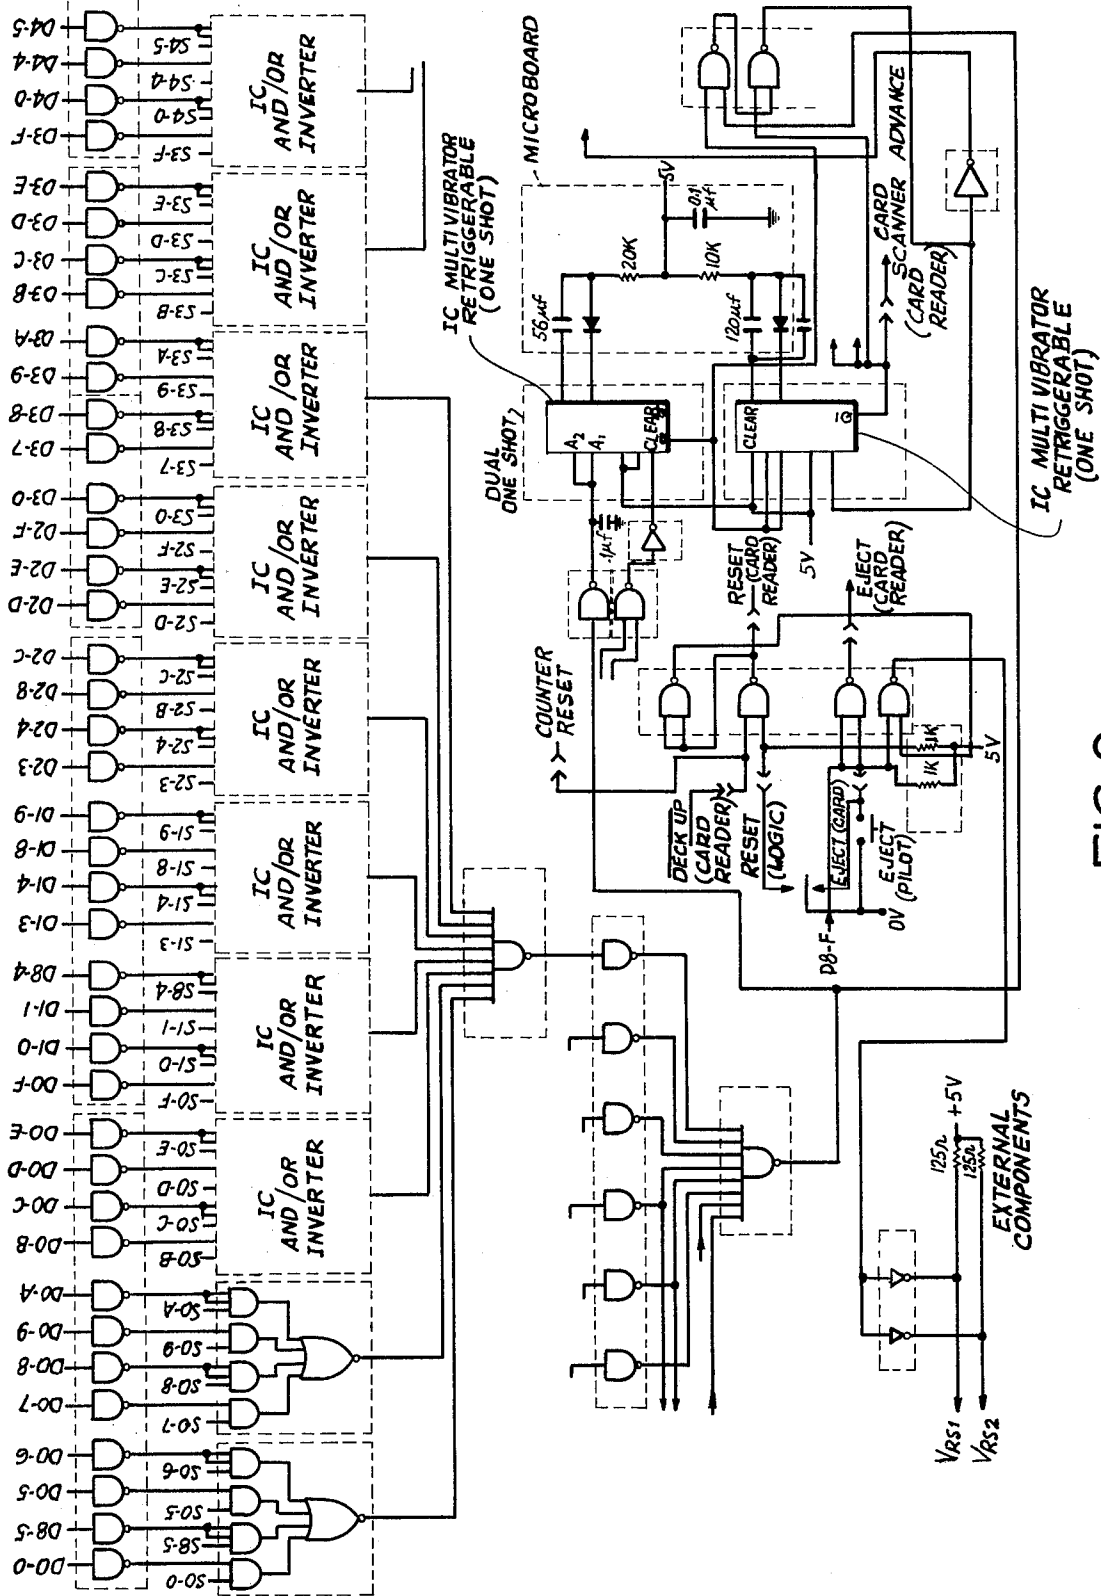 D4-5
D4-4
D4-0
D3-F
D3-E
D3-D
D3-C
D3-B
D3-A
D3-9
D3-8
D3-7
D3-0
D2-F
D2-E
D2-D
D2-C
D2-8
D2-4
D2-3
D1-9
D1-8
D1-4
D1-3
D8-4
D1-1
D1-0
D0-F
D0-E
D0-D
D0-C
D0-B
D0-A
D0-9
D0-8
D0-7
D0-6
D0-5
D8-5
D0-0
S4-5
S4-4
S4-0
S3-F
S3-E
S3-D
S3-C
S3-B
S3-A
S3-9
S3-8
S3-7
S3-0
S2-F
S2-E
S2-D
S2-C
S2-B
S2-4
S2-3
S1-9
S1-8
S1-4
S1-3
S8-4
S1-1
S1-0
S0-F
S0-E
S0-D
S0-C
S0-B
S0-A
S0-9
S0-8
S0-7
S0-6
S0-5
S8-5
S0-0
IC
AND/OR
INVERTER
IC
AND/OR
INVERTER
IC
AND/OR
INVERTER
IC
AND/OR
INVERTER
IC
AND/OR
INVERTER
IC
AND/OR
INVERTER
IC
AND/OR
INVERTER
IC
AND/OR
INVERTER
IC MULTIVIBRATOR
RETRIGGERABLE
(ONE SHOT)
MICROBOARD
56µf
20K
5V
0.1
µf
10K
120µf
DUAL
ONE SHOT
A2
A1
CLEAR
CLEAR
1Q
.1µf
5V
CARD
SCANNER ADVANCE
(CARD
READER)
IC MULTI VIBRATOR
RETRIGGERABLE
(ONE SHOT)
COUNTER
RESET
RESET
(CARD
READER)
EJECT
(CARD
READER)
DECK UP
(CARD
READER)
RESET
(LOGIC)
EJECT (CARD)
EJECT
(PILOT)
D8-F
0V
1K
1K
5V
+5V
125Ω
125Ω
EXTERNAL
COMPONENTS
VRS1
VRS2